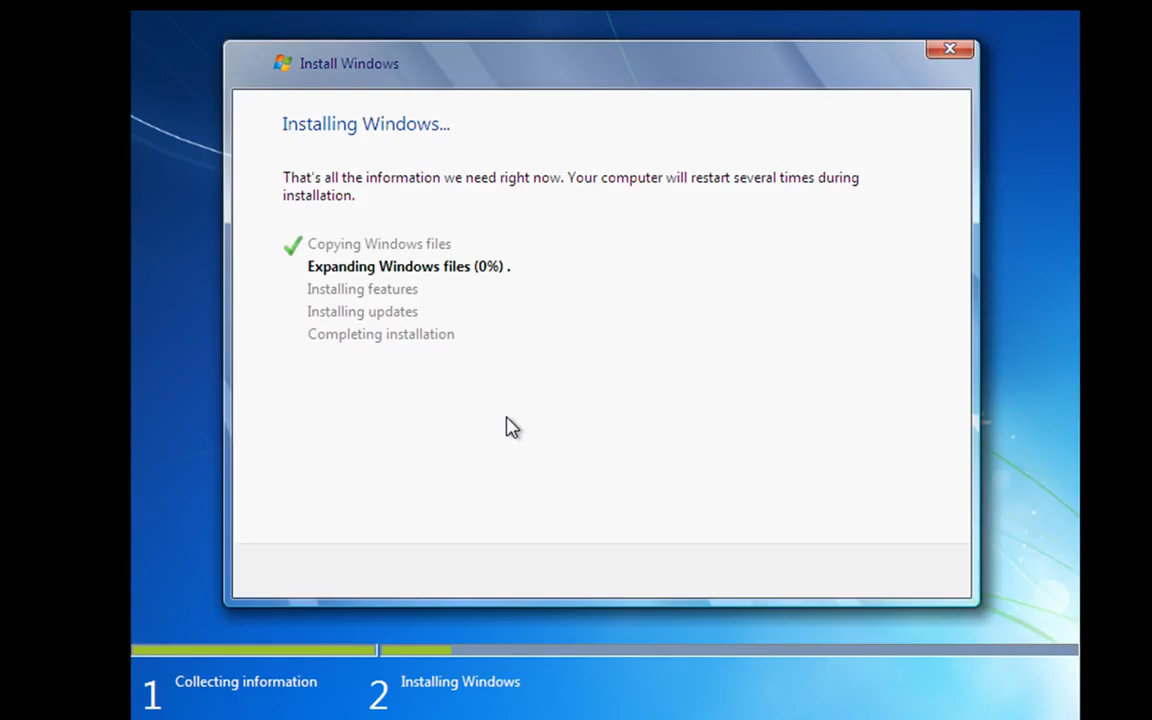 Install Windows
Installing Windows...
That's all the information we need right now. Your computer will restart several times during
installation.
Copying Windows files
Expanding Windows files (0%) .
Installing features
Installing updates
Completing installation
1 Collecting information
2 Installing Windows